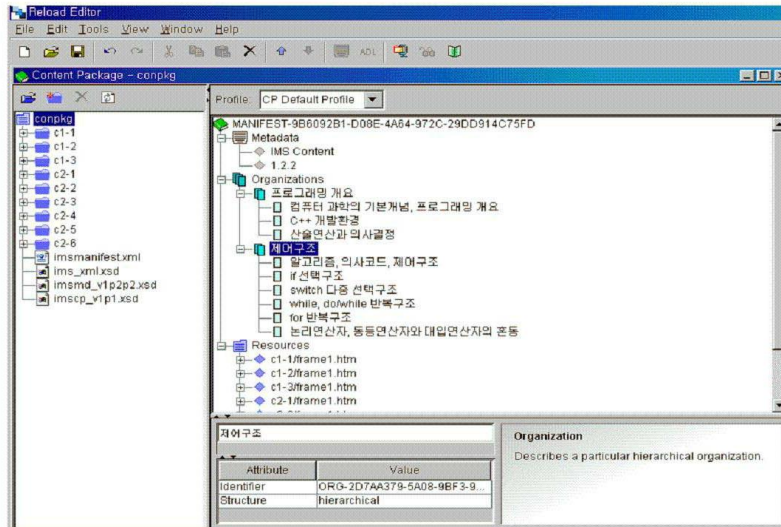 Reload Editor
File Edit Tools View Window Help
ADL
Content Package - conpkg
Profile: CP Default Profile
conpkg
c1-1
c1-2
c1-3
c2-1
c2-2
c2-3
c2-4
c2-5
c2-6
imsmanifest.xml
ims_xml.xsd
imsmd_v1p2p2.xsd
imscp_v1p1.xsd
MANIFEST-9B6092B1-D08E-4A64-972C-29DD914C75FD
Metadata
IMS Content
1.2.2
Organizations
프로그래밍 개요
컴퓨터 과학의 기본개념, 프로그래밍 개요
C++ 개발환경
산술연산과 의사결정
제어구조
알고리즘, 의사코드, 제어구조
if 선택구조
switch 다중 선택구조
while, do/while 반복구조
for 반복구조
논리연산자, 동등연산자와 대입연산자의 혼동
Resources
c1-1/frame1.htm
c1-2/frame1.htm
c1-3/frame1.htm
c2-1/frame1.htm
제어구조
Attribute Value
Identifier ORG-2D7AA379-5A08-9BF3-9...
Structure hierarchical
Organization
Describes a particular hierarchical organization.